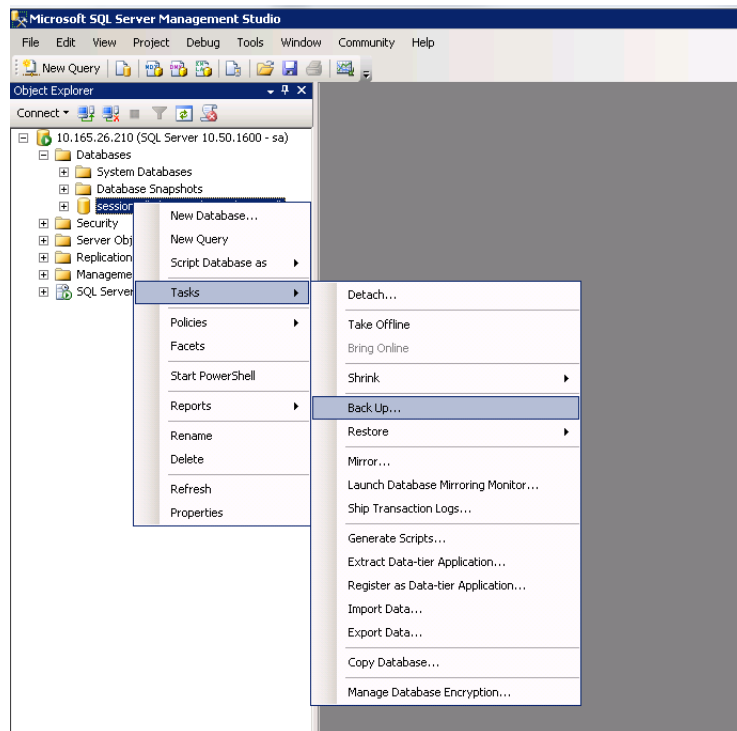 Microsoft SQL Server Management Studio
File Edit View Project Debug Tools Window Community Help
New Query
Object Explorer
Connect
10.165.26.210 (SQL Server 10.50.1600 - sa)
Databases
System Databases
Database Snapshots
Security
Replication
SQL Server
New Database...
New Query
Script Database as
Tasks
Policies
Facets
Start PowerShell
Reports
Rename
Delete
Refresh
Properties
Detach...
Take Offline
Bring Online
Shrink
Back Up...
Restore
Mirror...
Launch Database Mirroring Monitor...
Ship Transaction Logs...
Generate Scripts...
Extract Data-tier Application...
Register as Data-tier Application...
Import Data...
Export Data...
Copy Database...
Manage Database Encryption...